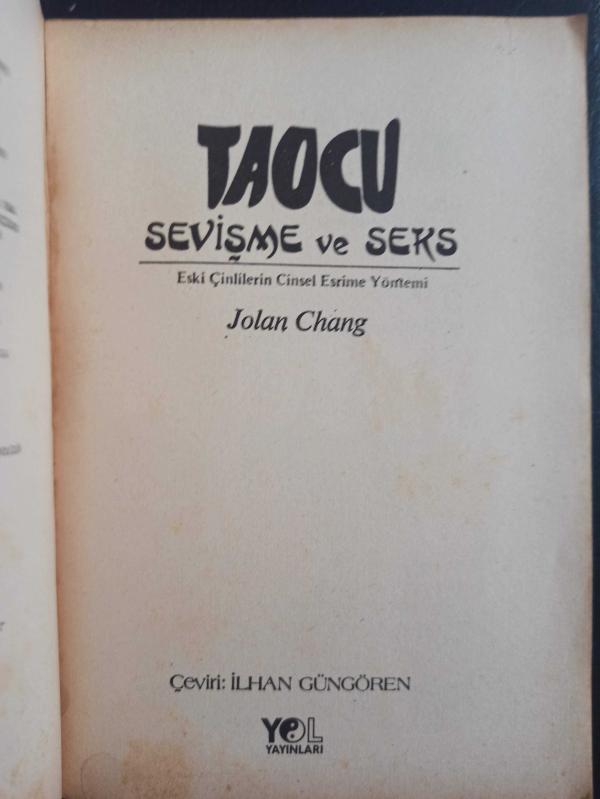 TAOCU
SEVİŞME ve SEKS
Eski Çinlilerin Cinsel Esrime Yöntemi
Jolan Chang
Çeviri: İLHAN GÜNGÖREN
YOL
YAYINLARI